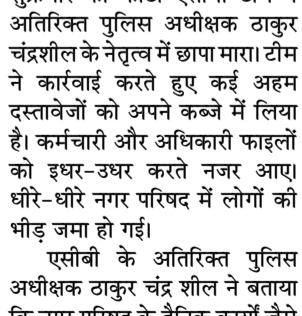 अतिरिक्त पुलिस अधीक्षक ठाकुर
चंद्रशील के नेतृत्व में छापा मारा। टीम
ने कार्रवाई करते हुए कई अहम
दस्तावेजों को अपने कब्जे में लिया
है। कर्मचारी और अधिकारी फाइलों
को इधर-उधर करते नजर आए।
धीरे-धीरे नगर परिषद में लोगों की
भीड़ जमा हो गई।
एसीबी के अतिरिक्त पुलिस
अधीक्षक ठाकुर चंद्र शील ने बताया